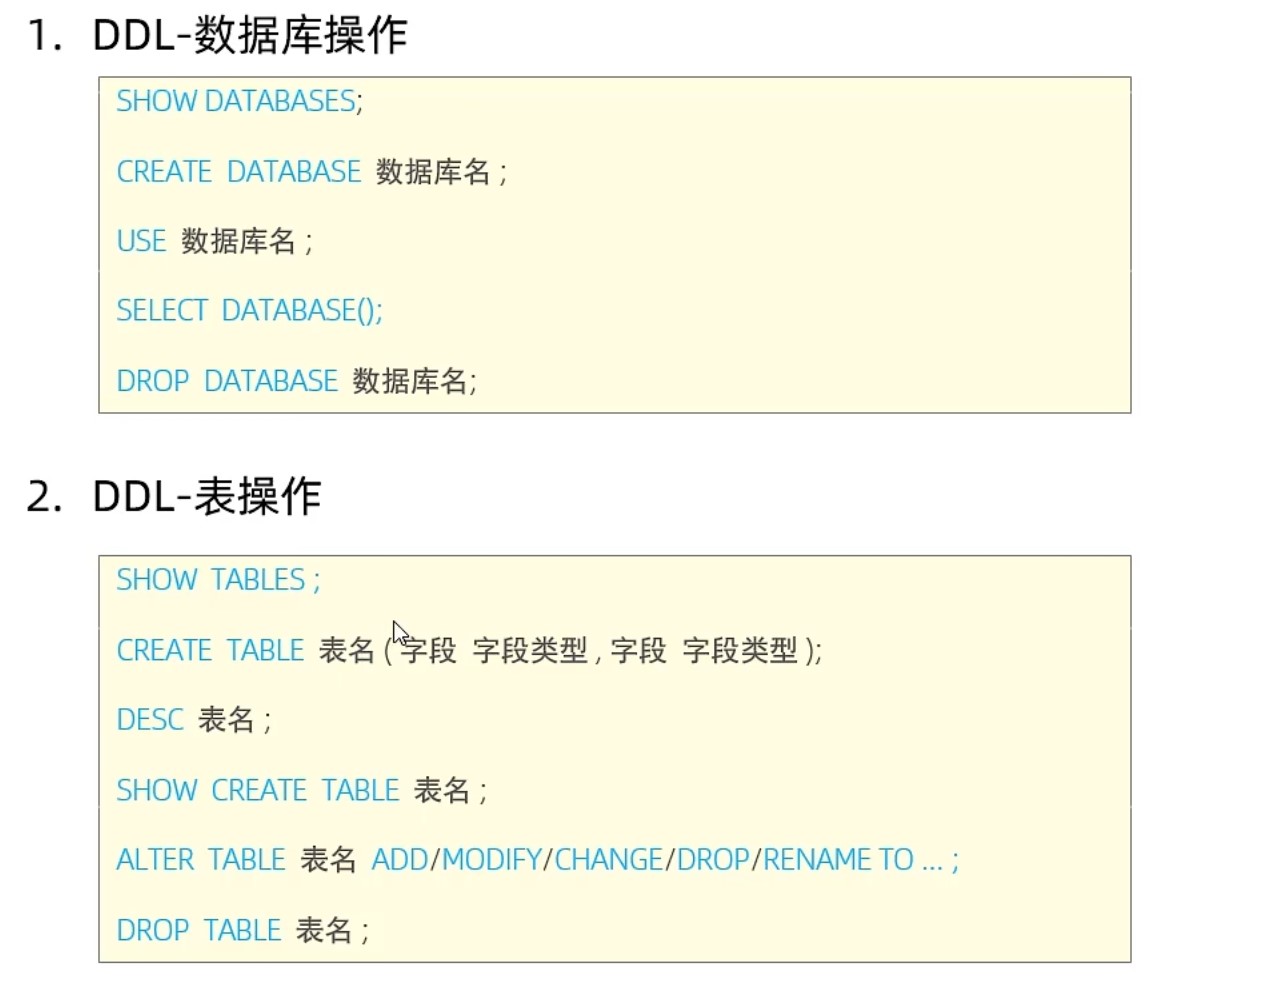 1. DDL-数据库操作
SHOW DATABASES;
CREATE DATABASE 数据库名 ;
USE 数据库名 ;
SELECT DATABASE();
DROP DATABASE 数据库名;
2. DDL-表操作
SHOW TABLES ;
CREATE TABLE 表名 ( 字段 字段类型 , 字段 字段类型 );
DESC 表名 ;
SHOW CREATE TABLE 表名 ;
ALTER TABLE 表名 ADD/MODIFY/CHANGE/DROP/RENAME TO ... ;
DROP TABLE 表名 ;